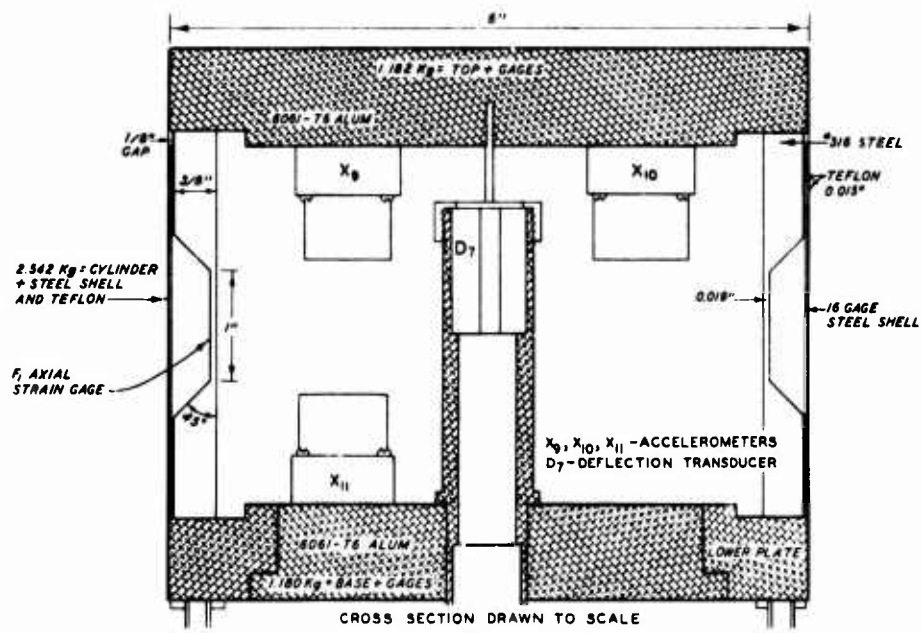 6"
1.182 Kg = TOP + GAGES
6061-T6 ALUM
1/8"
GAP
3/8"
X9
X10
#316 STEEL
TEFLON
0.015"
D7
2.342 Kg = CYLINDER
+ STEEL SHELL
AND TEFLON
1"
0.019"
16 GAGE
STEEL SHELL
F1 AXIAL
STRAIN GAGE
45°
X9, X10, X11 - ACCELEROMETERS
D7 - DEFLECTION TRANSDUCER
X11
6061-T6 ALUM
LOWER PLATE
1.180 Kg = BASE + GAGES
CROSS SECTION DRAWN TO SCALE